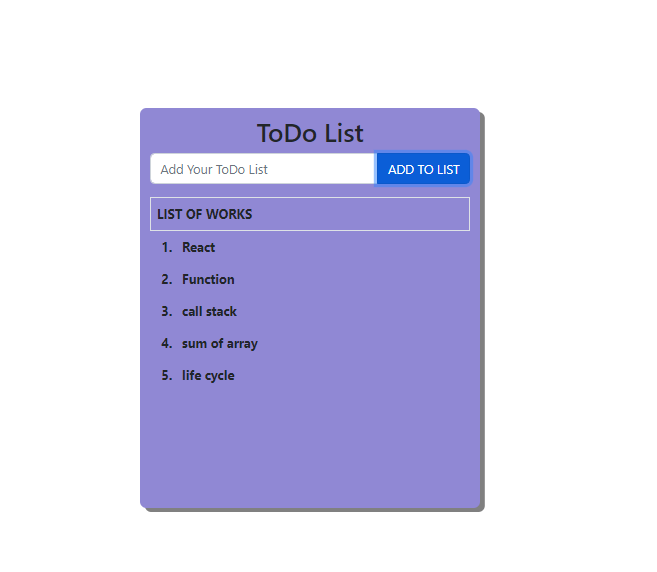 ToDo List
Add Your ToDo List ADD TO LIST
LIST OF WORKS
1. React
2. Function
3. call stack
4. sum of array
5. life cycle